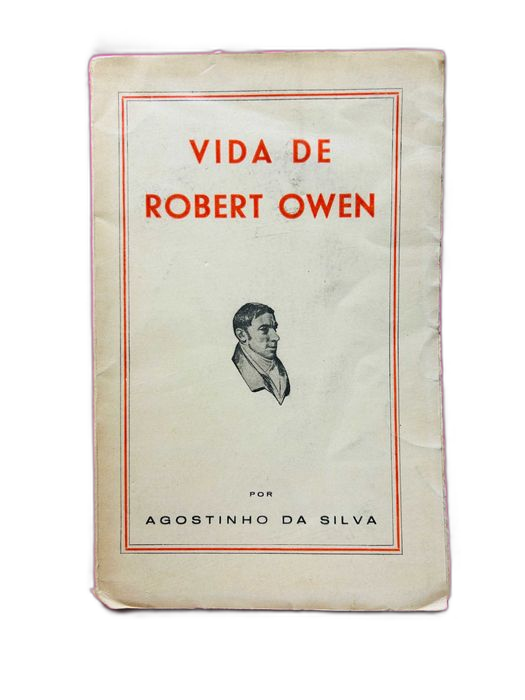 VIDA DE
ROBERT OWEN
POR
AGOSTINHO DA SILVA